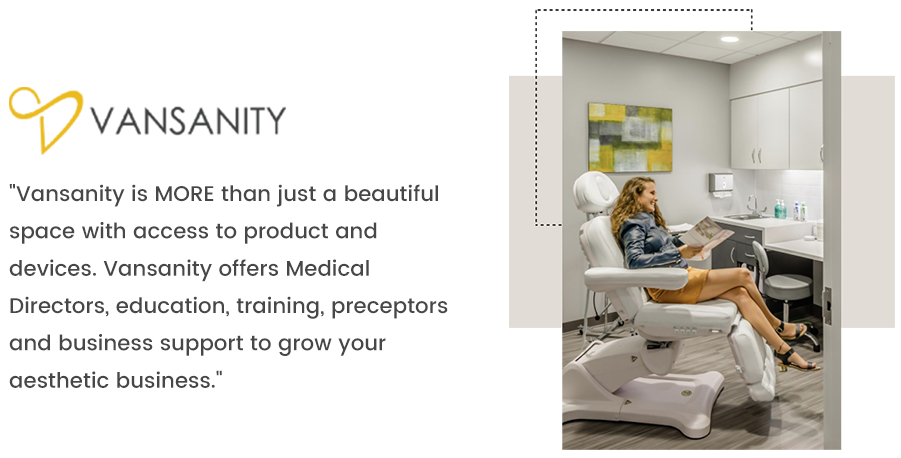 VANSANITY
"Vansanity is MORE than just a beautiful
space with access to product and
devices. Vansanity offers Medical
Directors, education, training, preceptors
and business support to grow your
aesthetic business."